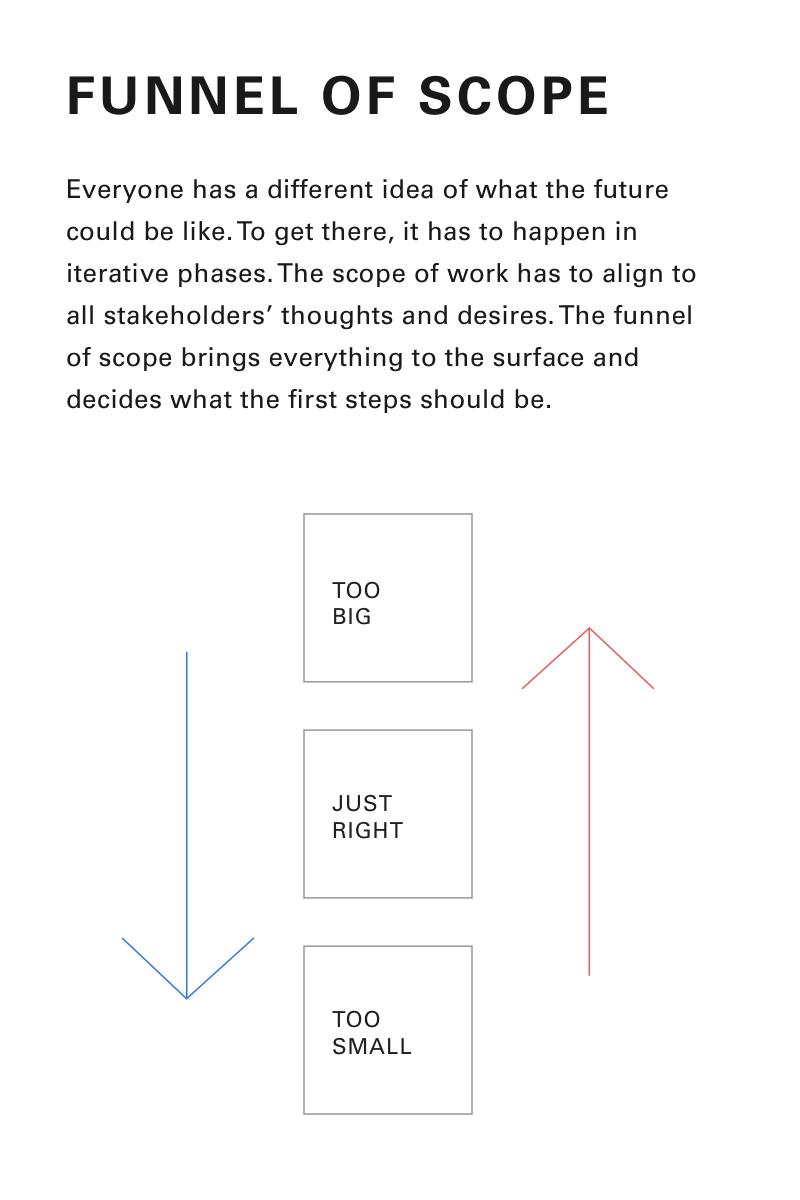 FUNNEL OF SCOPE
Everyone has a different idea of what the future
could be like. To get there, it has to happen in
iterative phases. The scope of work has to align to
all stakeholders’ thoughts and desires. The funnel
of scope brings everything to the surface and
decides what the first steps should be.
TOO
BIG
JUST
RIGHT
TOO
SMALL